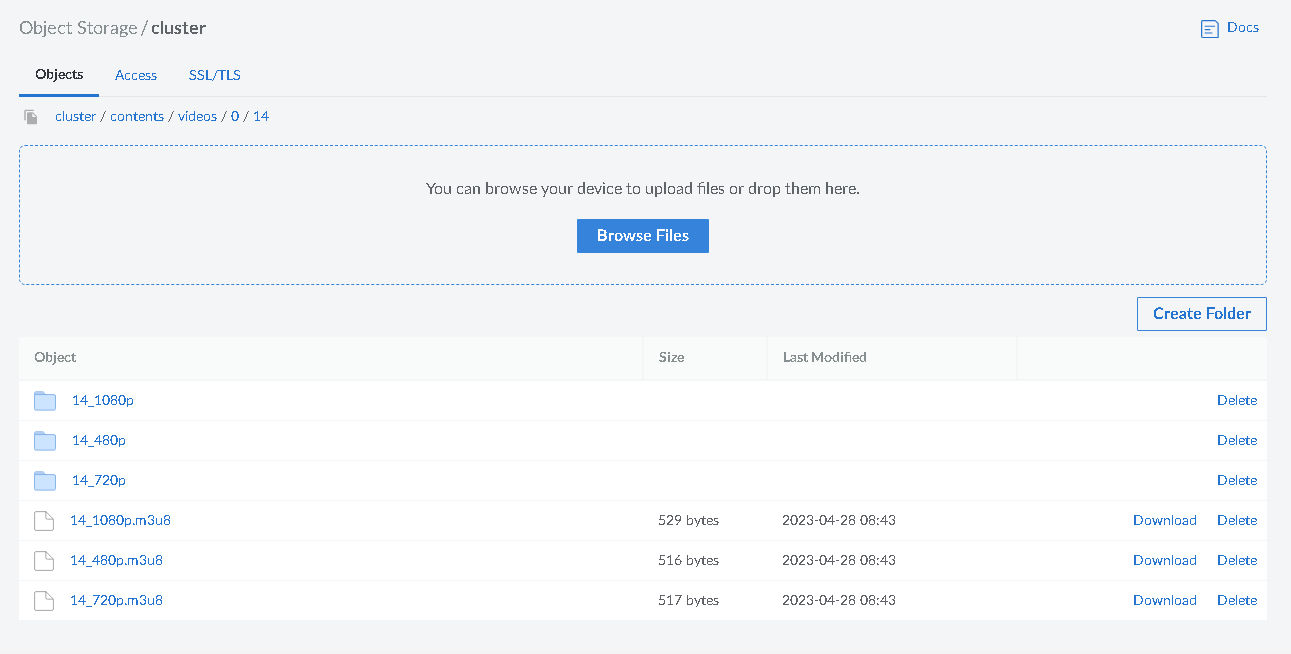 Object Storage / cluster
Docs
Objects Access SSL/TLS
cluster / contents / videos / 0 / 14
You can browse your device to upload files or drop them here.
Browse Files
Create Folder
Object Size Last Modified
14_1080p Delete
14_480p Delete
14_720p Delete
14_1080p.m3u8 529 bytes 2023-04-28 08:43 Download Delete
14_480p.m3u8 516 bytes 2023-04-28 08:43 Download Delete
14_720p.m3u8 517 bytes 2023-04-28 08:43 Download Delete